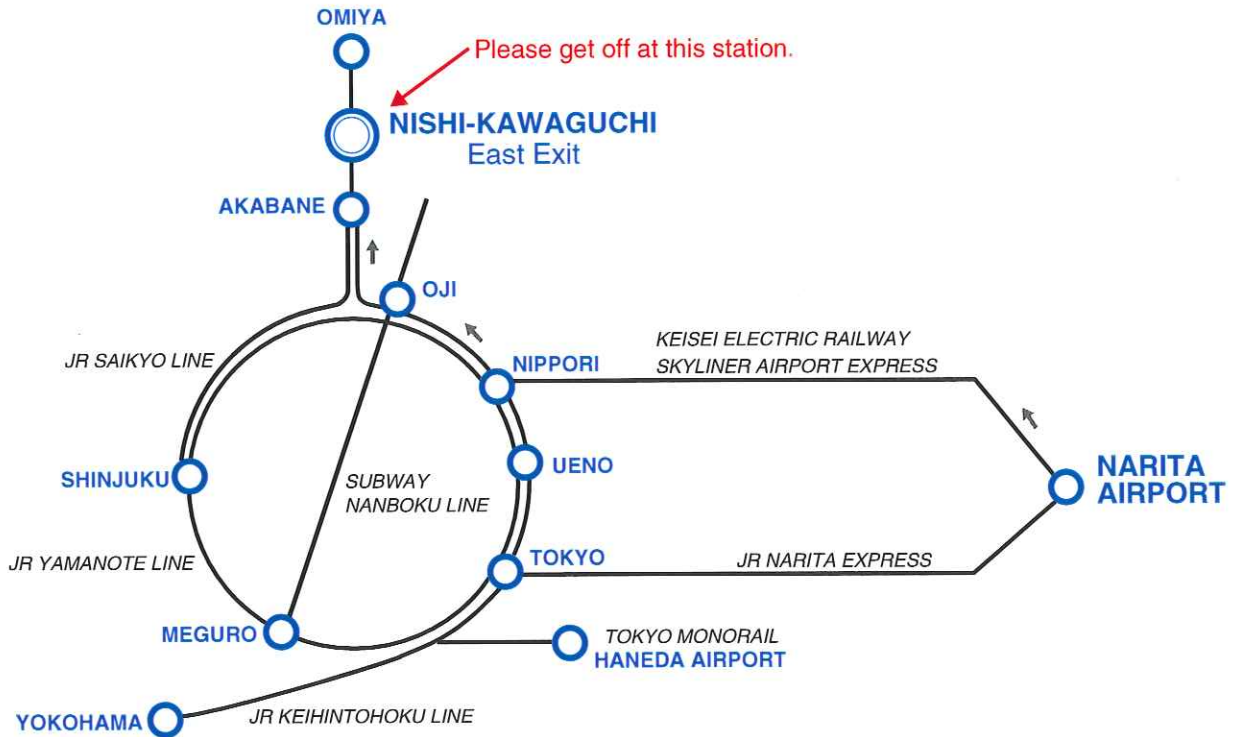 OMIYA
Please get off at this station.
NISHI-KAWAGUCHI
East Exit
AKABANE
OJI
JR SAIKYO LINE
KEISEI ELECTRIC RAILWAY
SKYLINER AIRPORT EXPRESS
NIPPORI
SHINJUKU
SUBWAY
NANBOKU LINE
UENO
NARITA
AIRPORT
JR YAMANOTE LINE
TOKYO
JR NARITA EXPRESS
MEGURO
TOKYO MONORAIL
HANEDA AIRPORT
YOKOHAMA
JR KEIHINTOHOKU LINE